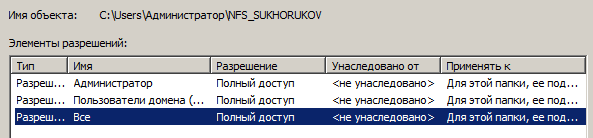 Имя объекта: C:\Users\Администратор\NFS_SUKHORUKOV
Элементы разрешений:
Тип Имя Разрешение Унаследовано от Применять к
Разреш... Администратор Полный доступ <не унаследовано> Для этой папки, ее под...
Разреш... Пользователи домена (... Полный доступ <не унаследовано> Для этой папки, ее под...
Разреш... Все Полный доступ <не унаследовано> Для этой папки, ее под...